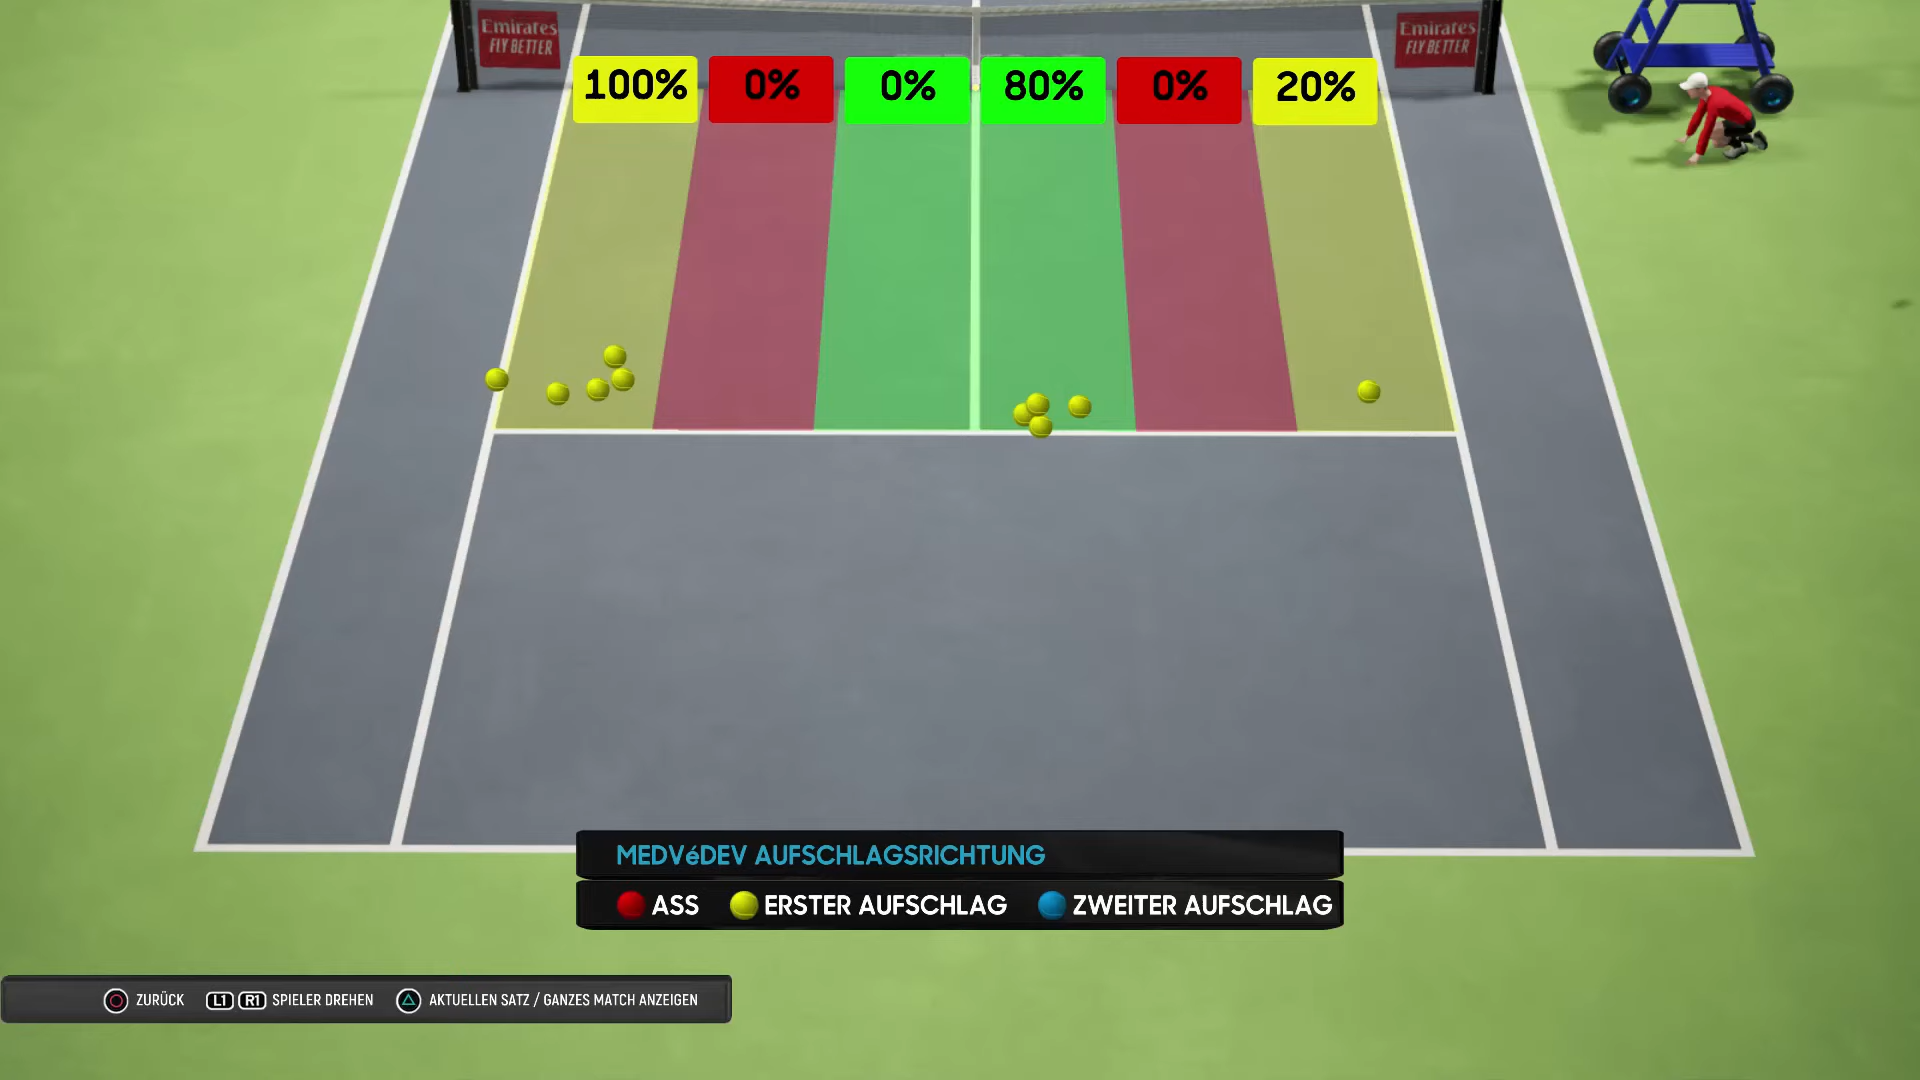 Emirates
FLY BETTER
Emirates
FLY BETTER
100% 0% 0% 80% 0% 20%
MEDVéDEV AUFSCHLAGSRICHTUNG
ASS ERSTER AUFSCHLAG ZWEITER AUFSCHLAG
ZURÜCK L1 R1 SPIELER DREHEN AKTUELLEN SATZ / GANZES MATCH ANZEIGEN